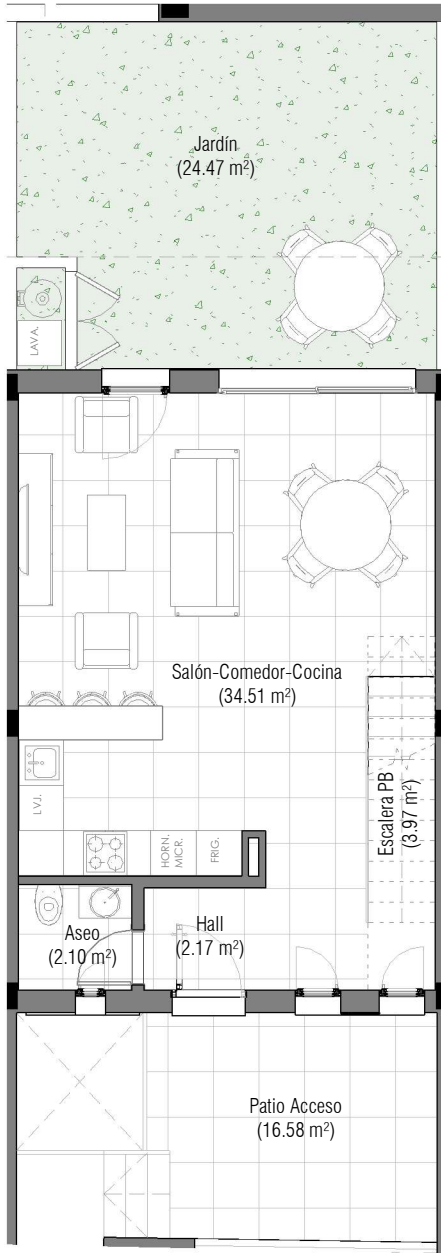 Jardín
(24.47 m²)
LAVA.
Salón-Comedor-Cocina
(34.51 m²)
LVJ.
HORN.
MICR.
FRIG.
Escalera PB
(3.97 m²)
Aseo
(2.10 m²)
Hall
(2.17 m²)
Patio Acceso
(16.58 m²)